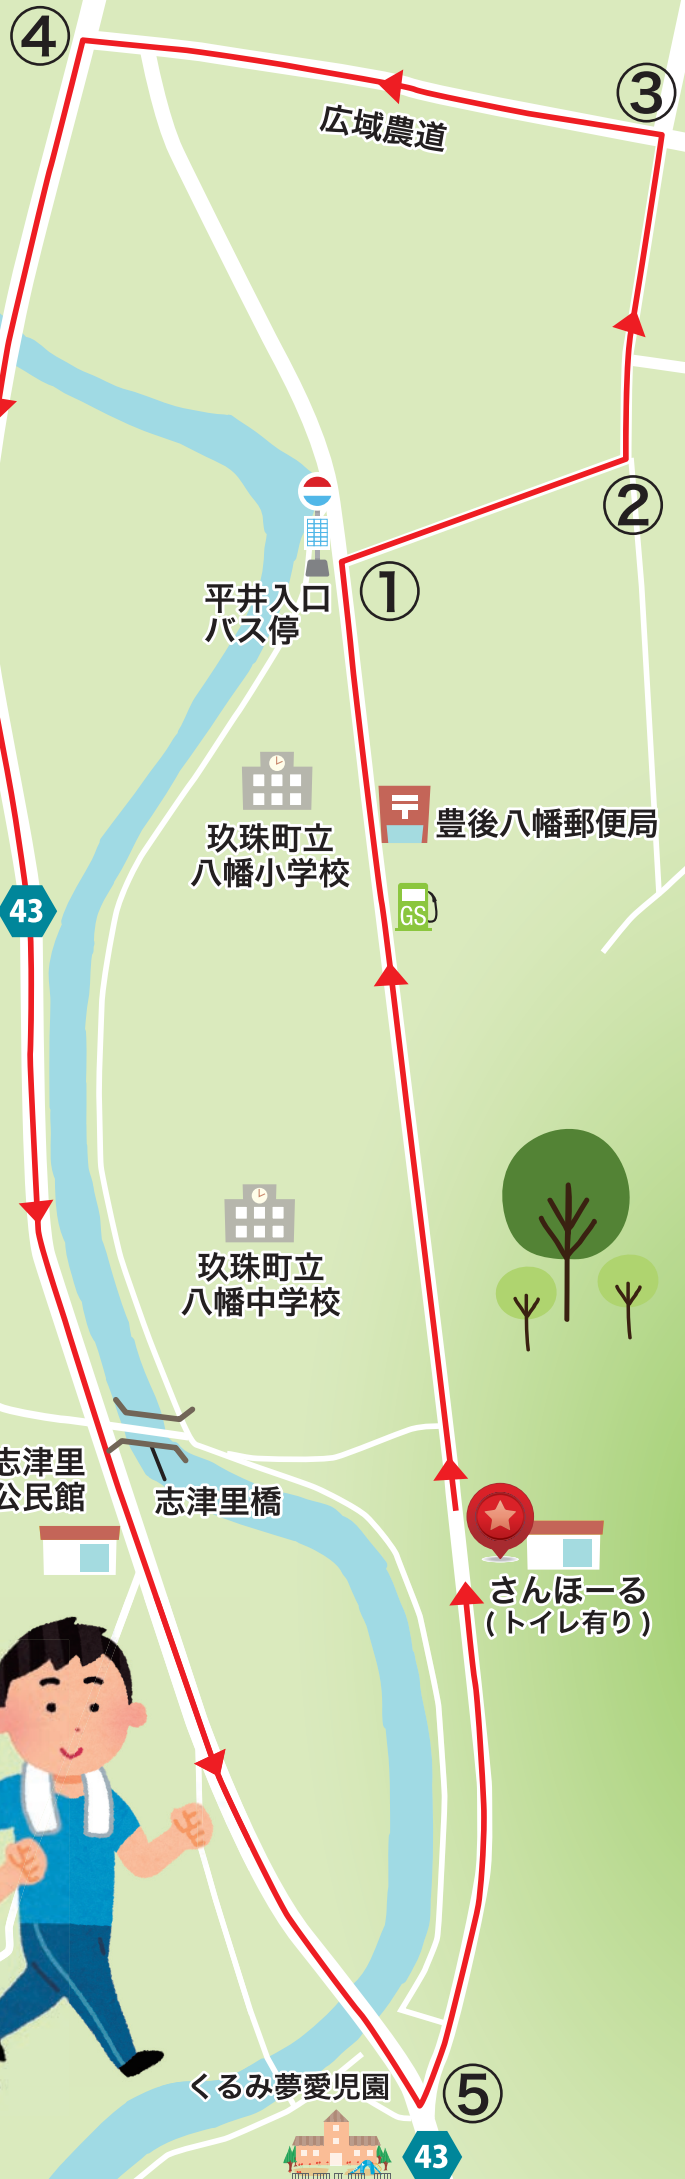 ④
③
広域農道
②
①
平井入口
バス停
玖珠町立
八幡小学校
豊後八幡郵便局
GS
43
玖珠町立
八幡中学校
志津里
公民館
志津里橋
さんほーる
(トイレ有り)
くるみ夢愛児園
⑤
43